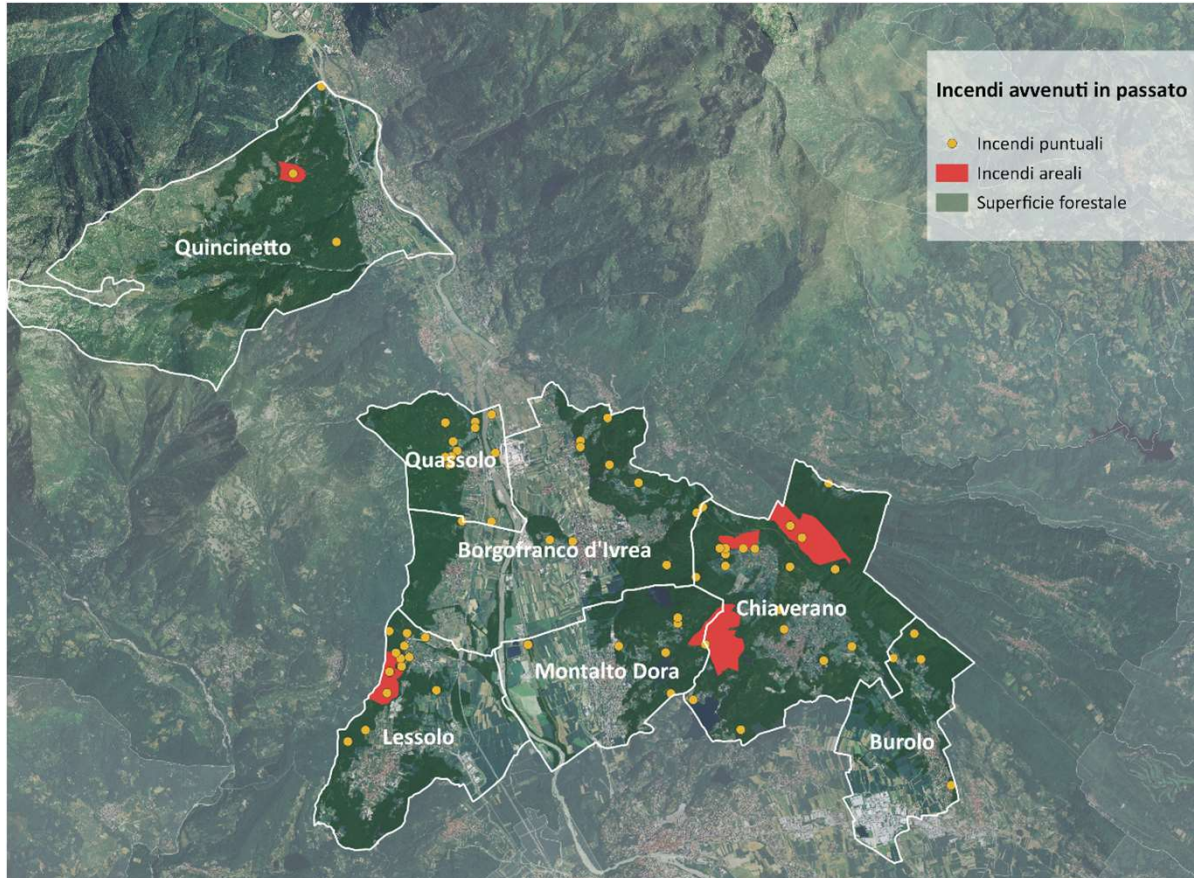 Incendi avvenuti in passato
Incendi puntuali
Incendi areali
Superficie forestale
Quincinetto
Quassolo
Borgofranco d'Ivrea
Chiaverano
Montalto Dora
Lessolo
Burolo